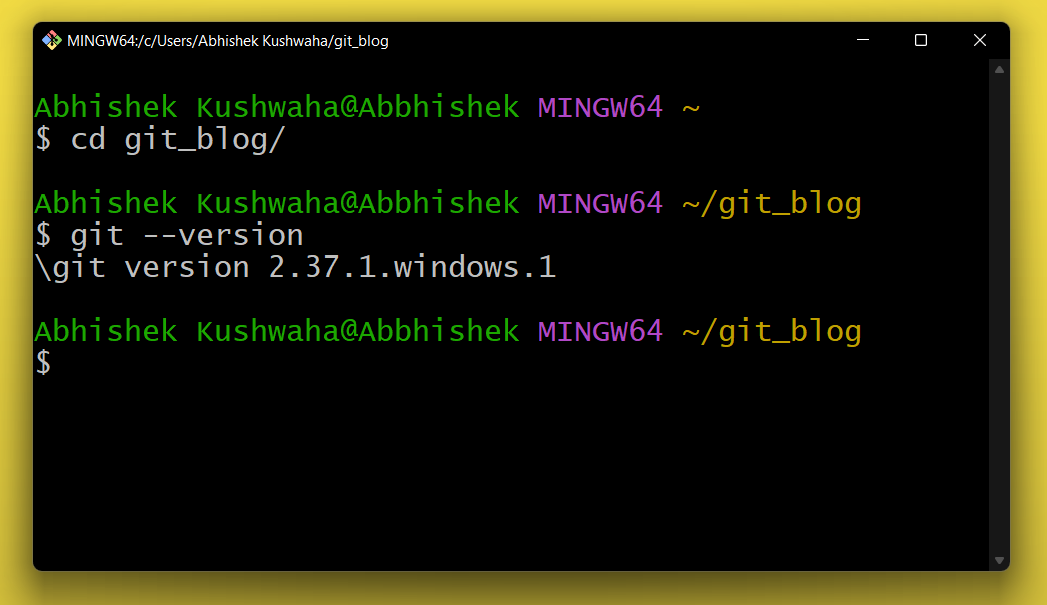 MINGW64:/c/Users/Abhishek Kushwaha/git_blog
Abhishek Kushwaha@Abbhishek MINGW64 ~
$ cd git_blog/
Abhishek Kushwaha@Abbhishek MINGW64 ~/git_blog
$ git --version
\git version 2.37.1.windows.1
Abhishek Kushwaha@Abbhishek MINGW64 ~/git_blog
$